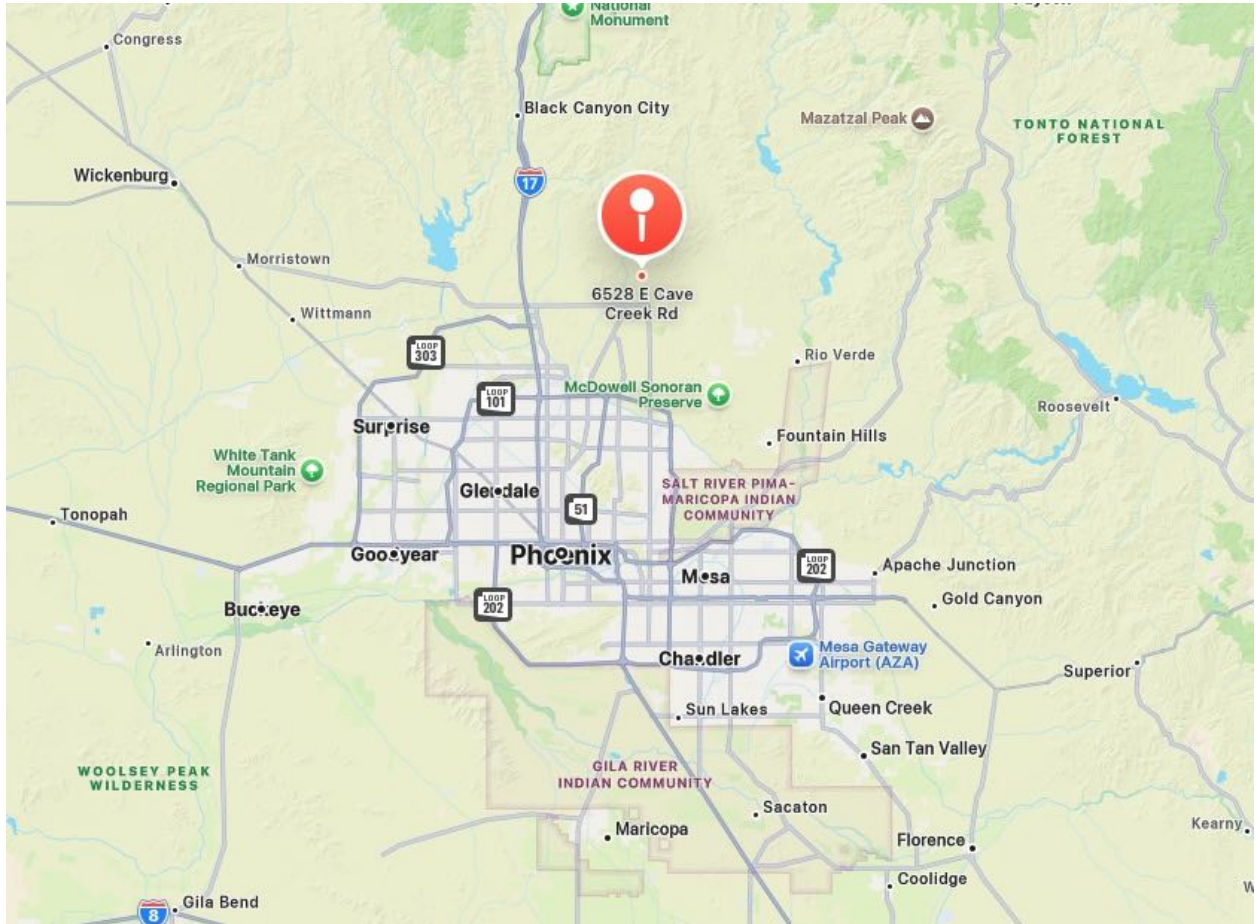 National
Monument
Congress
Black Canyon City
Mazatzal Peak
TONTO NATIONAL
FOREST
Wickenburg
17
Morristown
6528 E Cave
Creek Rd
Wittmann
LOOP
303
Rio Verde
LOOP
101
McDowell Sonoran
Preserve
Roosevelt
Surprise
Fountain Hills
White Tank
Mountain
Regional Park
Glendale
SALT RIVER PIMA-
MARICOPA INDIAN
COMMUNITY
51
Tonopah
Goodyear
Phoenix
Mesa
LOOP
202
Apache Junction
Buckeye
LOOP
202
Gold Canyon
Arlington
Chandler
Mesa Gateway
Airport (AZA)
Superior
Sun Lakes
Queen Creek
San Tan Valley
WOOLSEY PEAK
WILDERNESS
GILA RIVER
INDIAN COMMUNITY
Sacaton
Maricopa
Kearny
Florence
Coolidge
Gila Bend
8